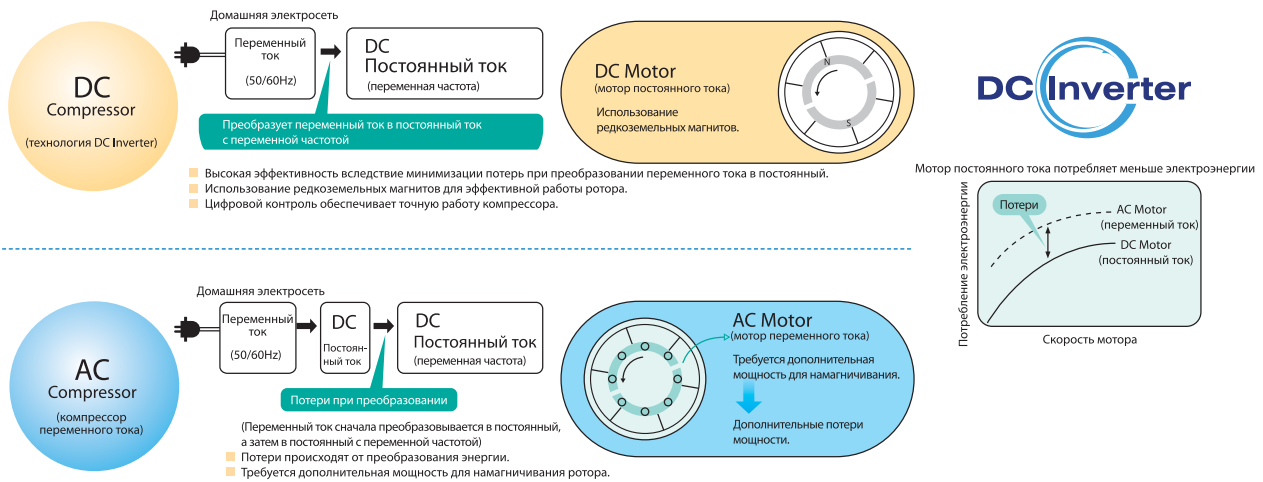 DC
Compressor
(технология DC Inverter)
Домашняя электросеть
Переменный
ток
(50/60Hz)
DC
Постоянный ток
(переменная частота)
Преобразует переменный ток в постоянный ток
с переменной частотой
DC Motor
(мотор постоянного тока)
Использование
редкоземельных магнитов.
N
S
Высокая эффективность вследствие минимизации потерь при преобразовании переменного тока в постоянный.
Использование редкоземельных магнитов для эффективной работы ротора.
Цифровой контроль обеспечивает точную работу компрессора.
DC Inverter
Мотор постоянного тока потребляет меньше электроэнергии
Потребление электроэнергии
Потери
AC Motor
(переменный ток)
DC Motor
(постоянный ток)
Скорость мотора
AC
Compressor
(компрессор
переменного тока)
Домашняя электросеть
Переменный
ток
(50/60Hz)
DC
Постоян-
ный ток
DC
Постоянный ток
(переменная частота)
Потери при преобразовании
(Переменный ток сначала преобразовывается в постоянный,
а затем в постоянный с переменной частотой)
Потери происходят от преобразования энергии.
Требуется дополнительная мощность для намагничивания ротора.
AC Motor
(мотор переменного тока)
Требуется дополнительная
мощность для намагничивания.
Дополнительные потери
мощности.